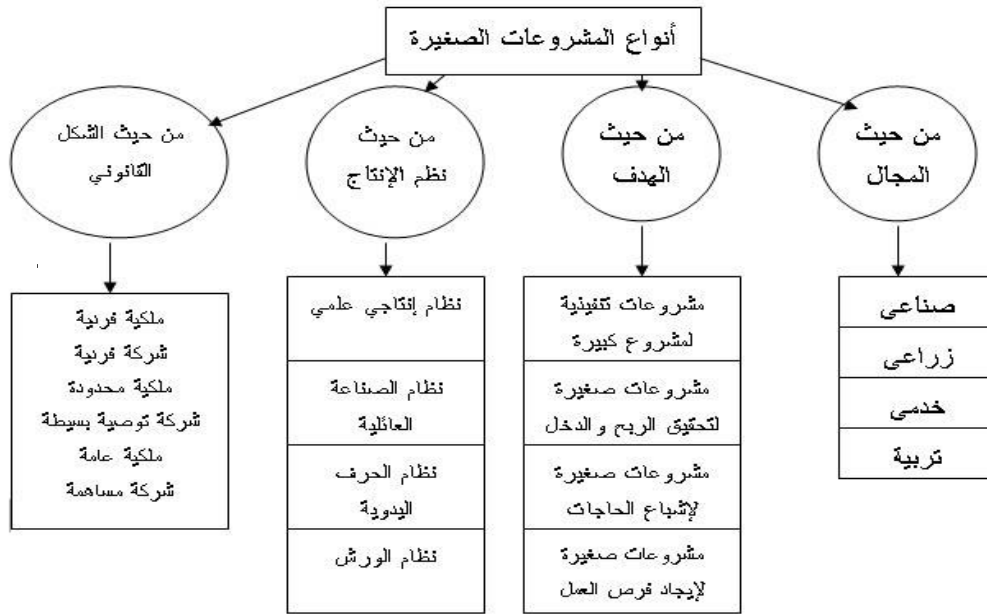 أنواع المشروعات الصغيرة
من حيث
المجال
من حيث
الهدف
من حيث
نظم الإنتاج
من حيث الشكل
القانوني
صناعى
زراعى
خدمى
تربية
مشروعات تنفيذية
لمشروع كبيرة
مشروعات صغيرة
لتحقيق الربح والدخل
مشروعات صغيرة
لإشباع الحاجات
مشروعات صغيرة
لإيجاد فرص العمل
نظام إنتاجي علمي
نظام الصناعة
العائلية
نظام الحرف
اليدوية
نظام الورش
ملكية فردية
شركة فردية
ملكية محدودة
شركة توصية بسيطة
ملكية عامة
شركة مساهمة